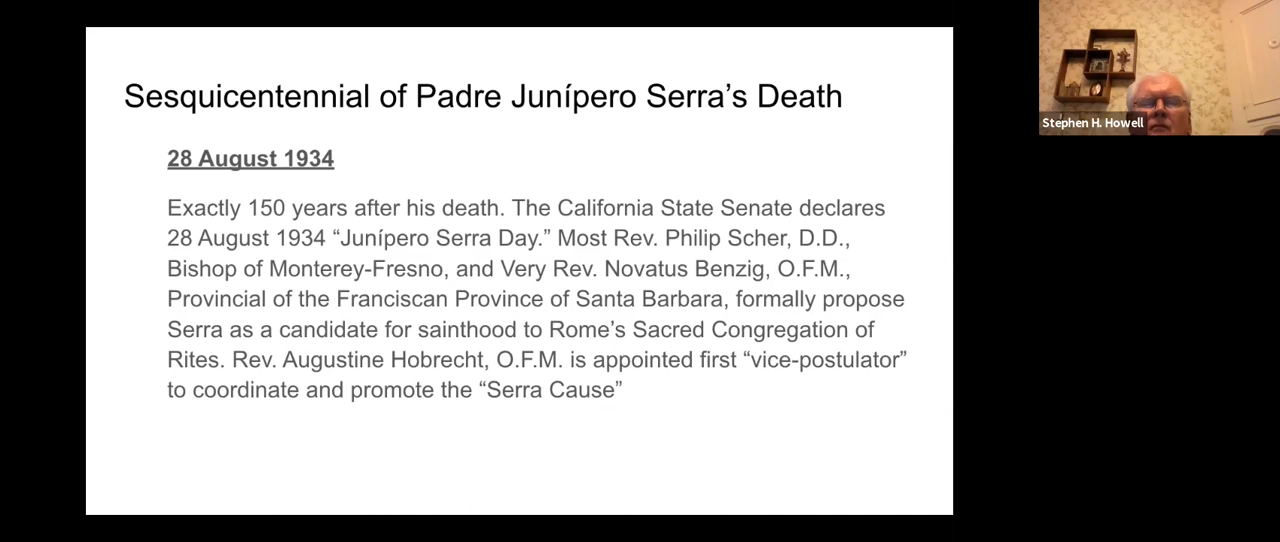 Sesquicentennial of Padre Junípero Serra’s Death
28 August 1934
Exactly 150 years after his death. The California State Senate declares
28 August 1934 “Junípero Serra Day.” Most Rev. Philip Scher, D.D.,
Bishop of Monterey-Fresno, and Very Rev. Novatus Benzig, O.F.M.,
Provincial of the Franciscan Province of Santa Barbara, formally propose
Serra as a candidate for sainthood to Rome’s Sacred Congregation of
Rites. Rev. Augustine Hobrecht, O.F.M. is appointed first “vice-postulator”
to coordinate and promote the “Serra Cause”
Stephen H. Howell